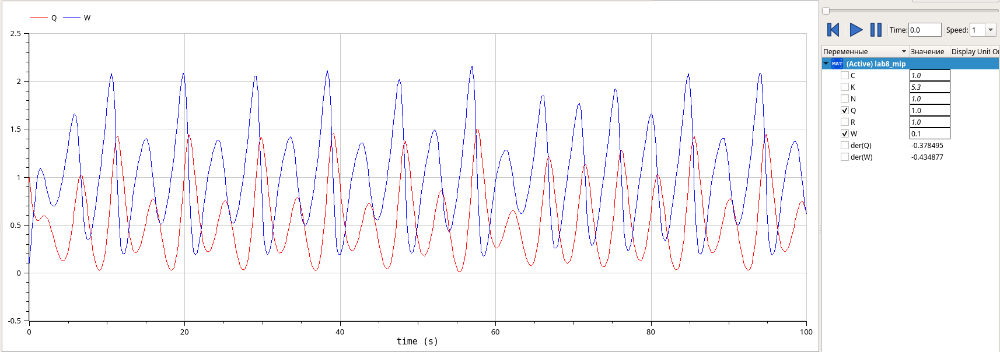 Q W
2.5
2
1.5
1
0.5
0
-0.5
0 20 40 60 80 100
time (s)
Time: 0.0 Speed: 1
Переменные Значение Display Unit
MAT (Active) lab8_mip
C 1.0
K 5.3
N 1.0
Q 1.0
R 1.0
W 0.1
der(Q) -0.378495
der(W) -0.434877